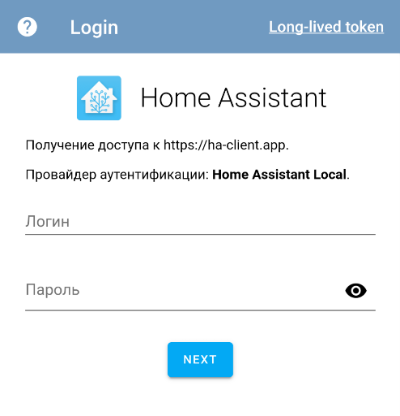 ? Login Long-lived token
Home Assistant
Получение доступа к https://ha-client.app.
Провайдер аутентификации: Home Assistant Local.
Логин
Пароль
NEXT